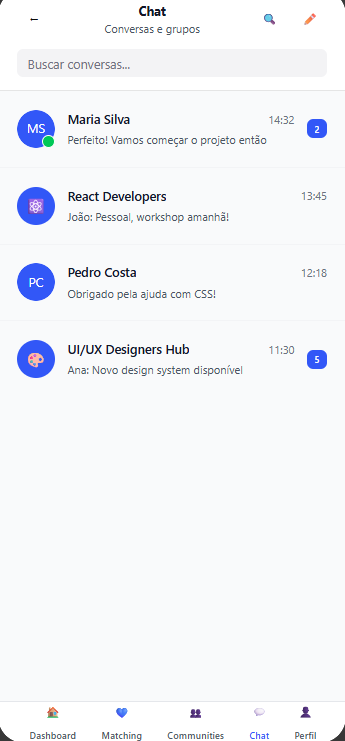 Chat
Conversas e grupos
Buscar conversas...
MS
Maria Silva
14:32
2
Perfeito! Vamos começar o projeto então
React Developers
13:45
João: Pessoal, workshop amanhã!
PC
Pedro Costa
12:18
Obrigado pela ajuda com CSS!
UI/UX Designers Hub
11:30
5
Ana: Novo design system disponível
Dashboard
Matching
Communities
Chat
Perfil